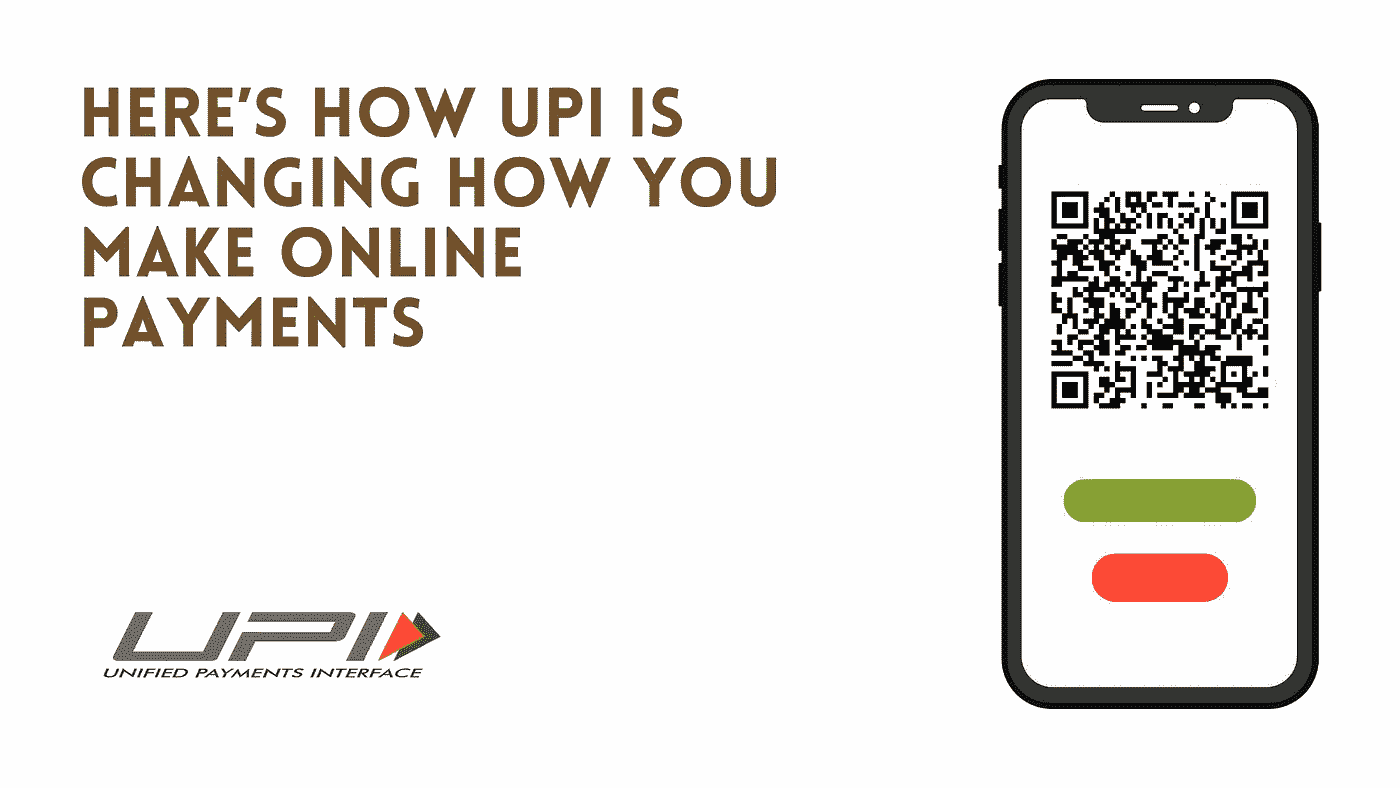 HERE'S HOW UPI IS
CHANGING HOW YOU
MAKE ONLINE
PAYMENTS
UPI
UNIFIED PAYMENTS INTERFACE